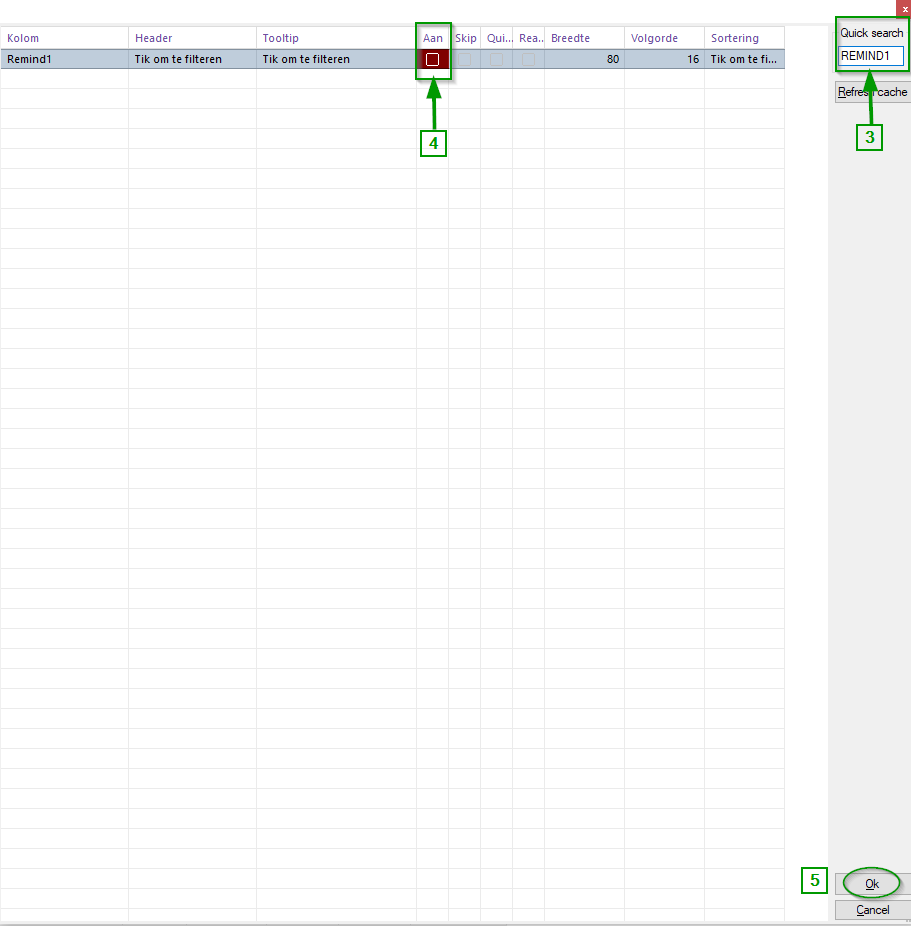 x
Kolom Header Tooltip Aan Skip Qui... Rea.. Breedte Volgorde Sortering
Remind1 Tik om te filteren Tik om te filteren 80 16 Tik om te fi...
Quick search
REMIND1
Refresh cache
3
4
5
Ok
Cancel